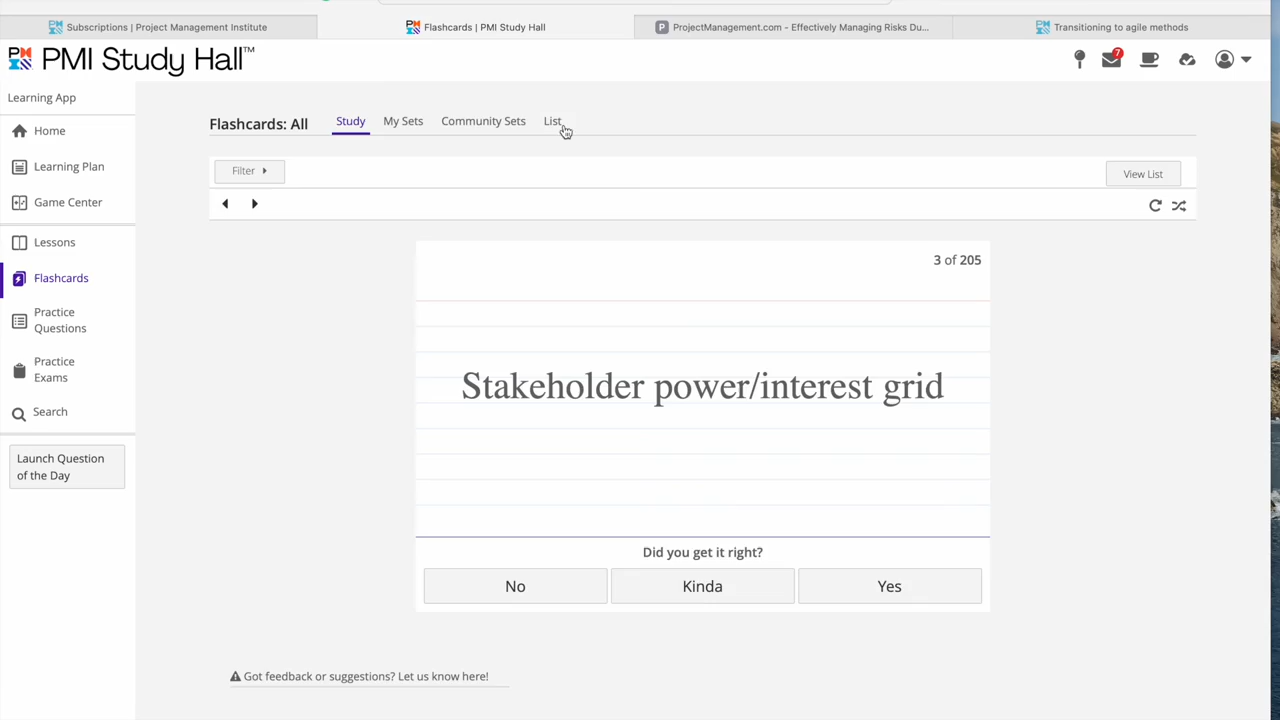 Subscriptions | Project Management Institute
Flashcards | PMI Study Hall
ProjectManagement.com - Effectively Managing Risks Du...
Transitioning to agile methods
PMI Study Hall™
7
Learning App
Home
Learning Plan
Game Center
Lessons
Flashcards
Practice
Questions
Practice
Exams
Search
Launch Question
of the Day
Flashcards: All
Study
My Sets
Community Sets
List
Filter
View List
3 of 205
Stakeholder power/interest grid
Did you get it right?
No
Kinda
Yes
Got feedback or suggestions? Let us know here!